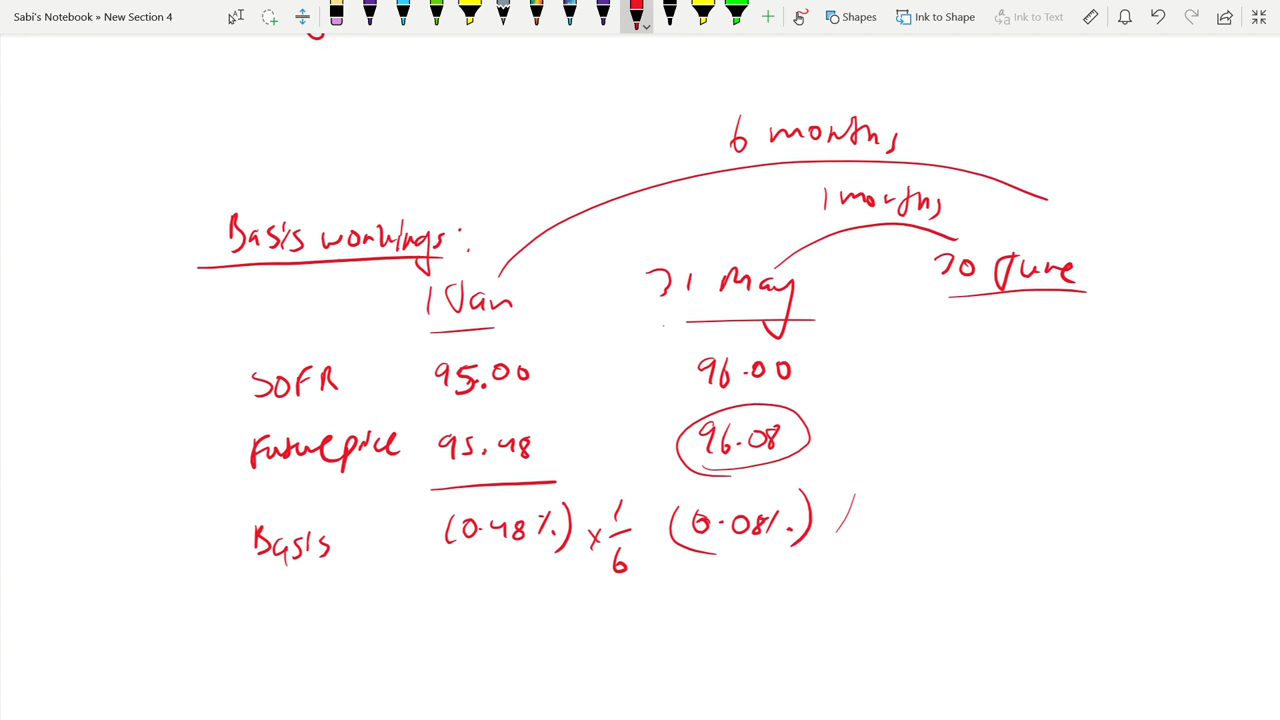 Sabi's Notebook » New Section 4
Shapes
Ink to Shape
Ink to Text
6 months
1 months
Basis workings:
1 Jan
31 May
30 June
SOFR 95.00 96.00
Future price 95.48 96.08
Basis (0.48%) x 1/6 (0.08%)